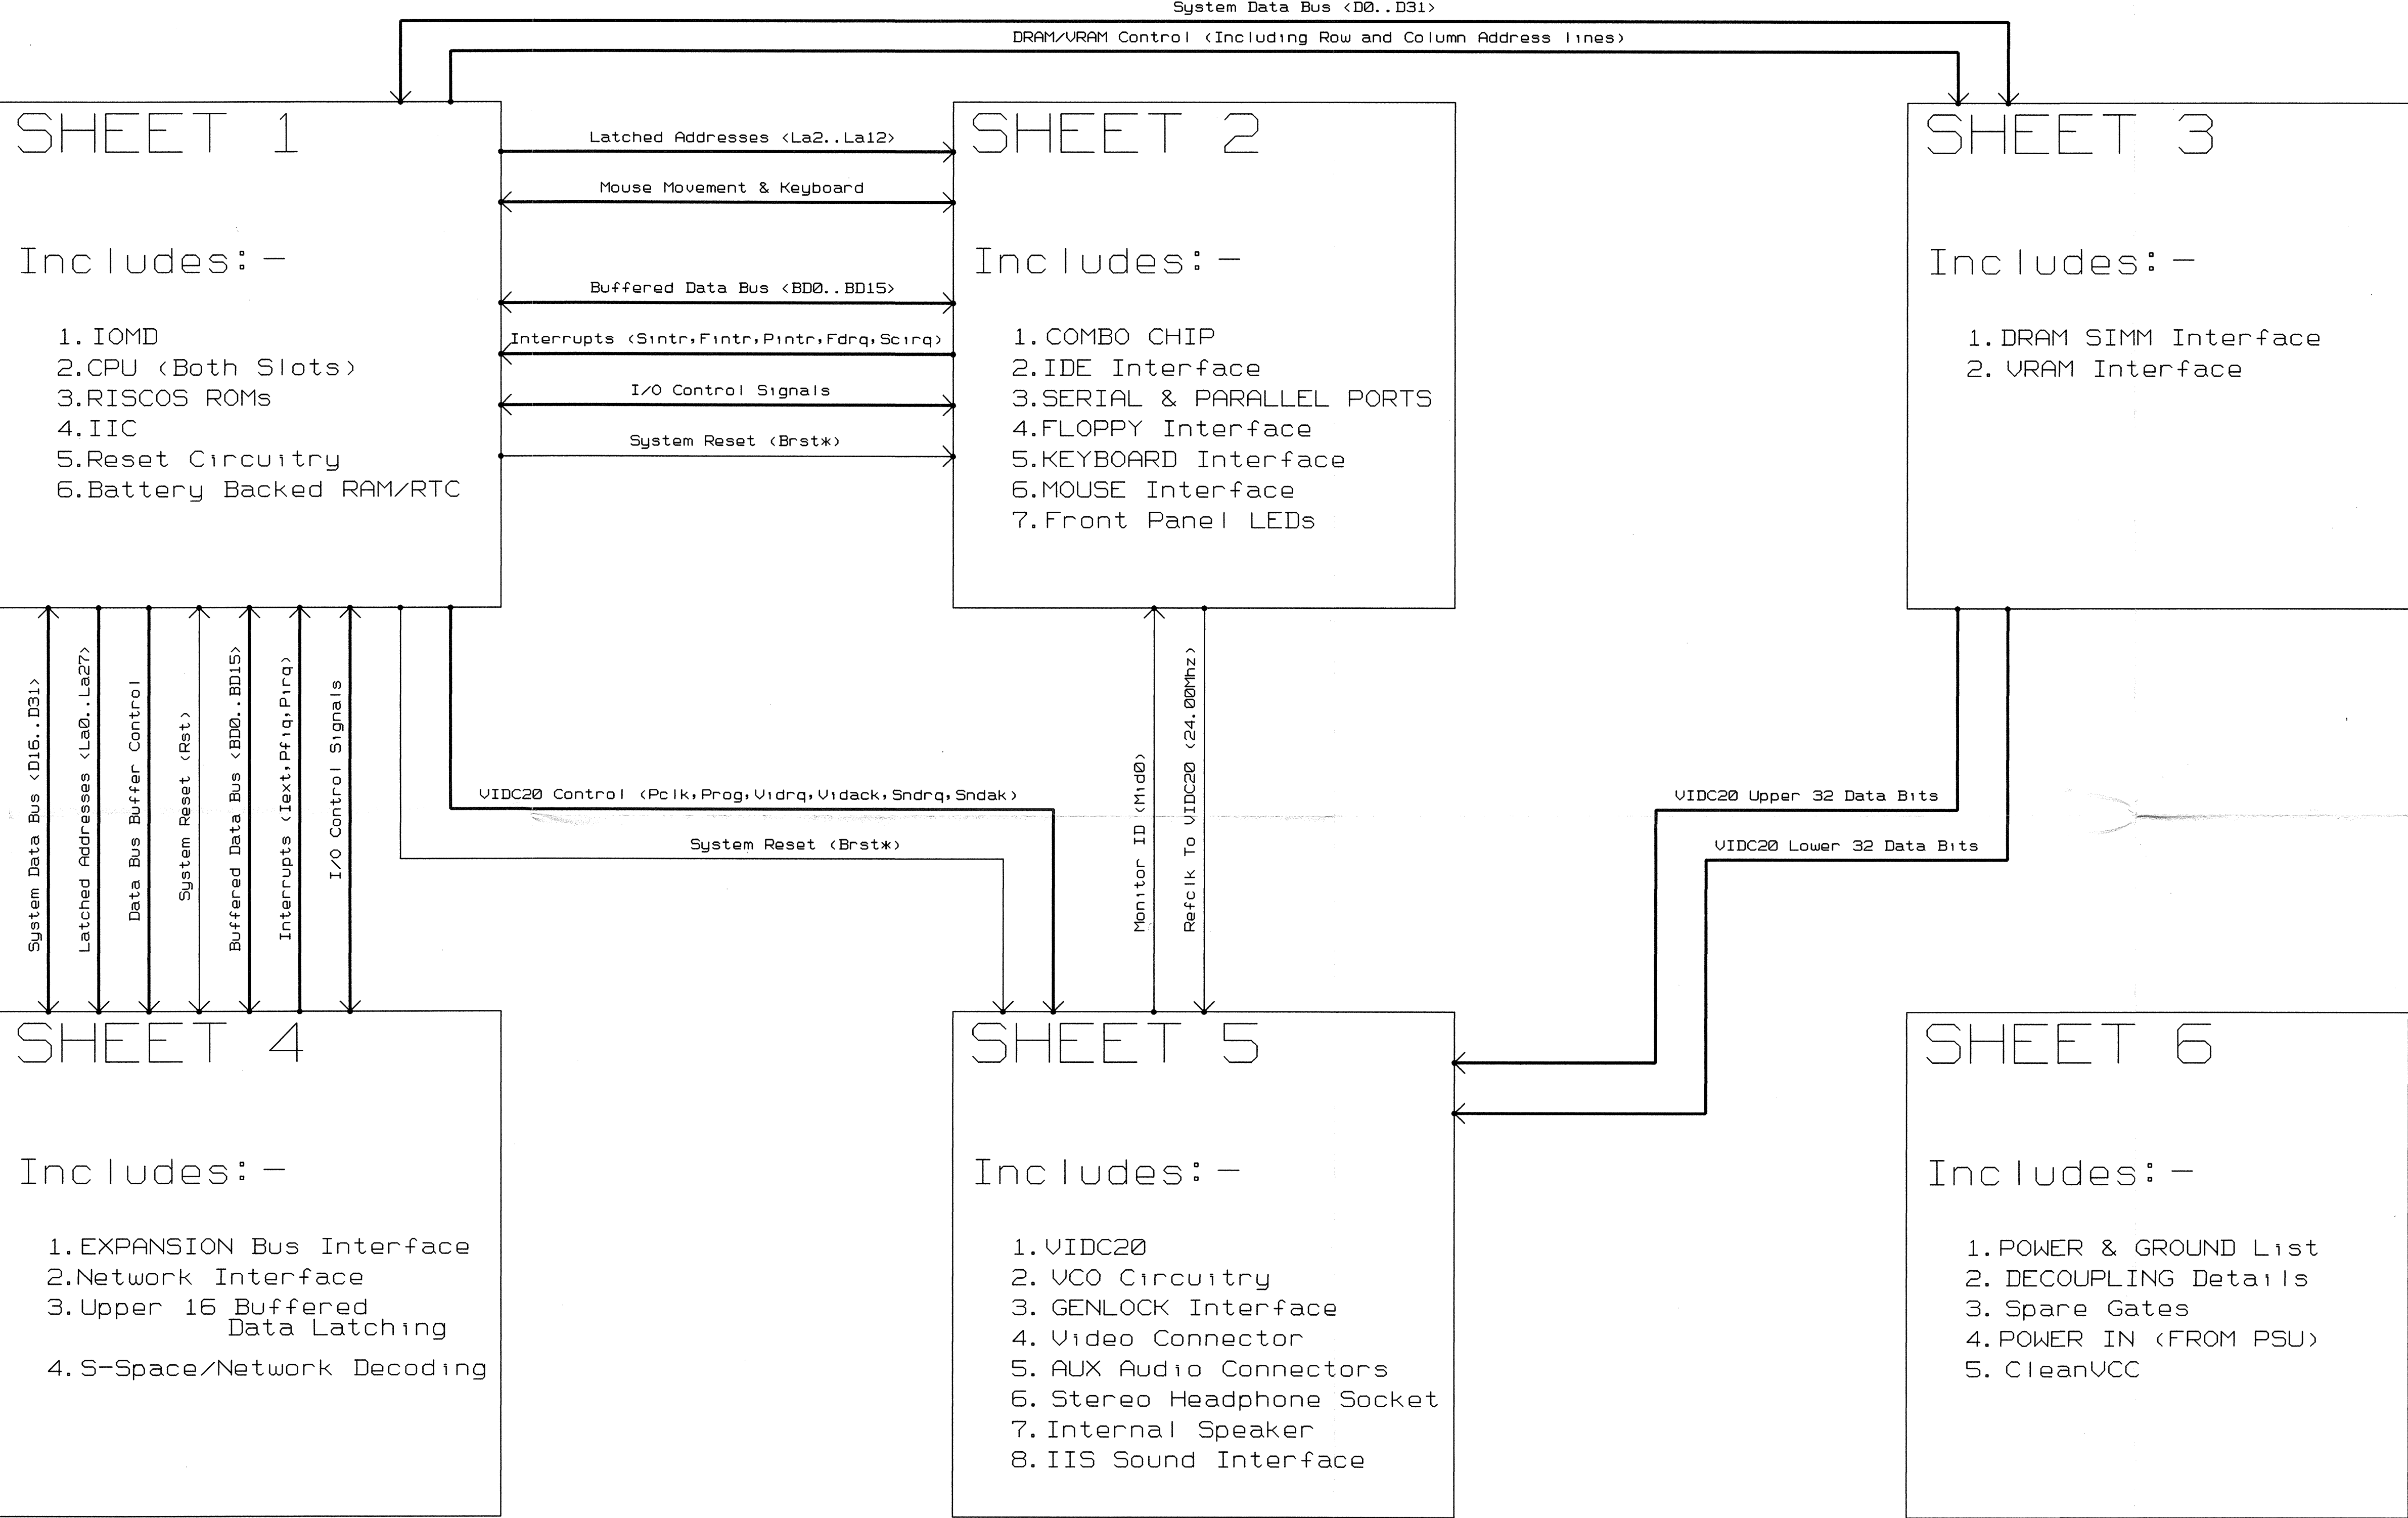 System Data Bus <D0..D31>
DRAM/VRAM Control (Including Row and Column Address lines)
SHEET 1
Includes:-
1. IOMD
2. CPU (Both Slots)
3. RISCOS ROMs
4. IIC
5. Reset Circuitry
6. Battery Backed RAM/RTC
Latched Addresses <La2..La12>
Mouse Movement & Keyboard
Buffered Data Bus <BD0..BD15>
Interrupts (Sintr,Fintr,Pintr,Fdrq,Scirq)
I/O Control Signals
System Reset (Brst*)
SHEET 2
Includes:-
1. COMBO CHIP
2. IDE Interface
3. SERIAL & PARALLEL PORTS
4. FLOPPY Interface
5. KEYBOARD Interface
6. MOUSE Interface
7. Front Panel LEDs
SHEET 3
Includes:-
1. DRAM SIMM Interface
2. VRAM Interface
System Data Bus <D16..D31>
Latched Addresses <La0..La27>
Data Bus Buffer Control
System Reset (Rst)
Buffered Data Bus <BD0..BD15>
Interrupts (Iext,Pfiq,Pirq)
I/O Control Signals
VIDC20 Control (Pclk,Prog,Vidrq,Vidack,Sndrq,Sndak)
System Reset (Brst*)
Monitor ID (Mid0)
Refclk To VIDC20 (24.00Mhz)
VIDC20 Upper 32 Data Bits
VIDC20 Lower 32 Data Bits
SHEET 4
Includes:-
1. EXPANSION Bus Interface
2. Network Interface
3. Upper 16 Buffered
Data Latching
4. S-Space/Network Decoding
SHEET 5
Includes:-
1. VIDC20
2. VCO Circuitry
3. GENLOCK Interface
4. Video Connector
5. AUX Audio Connectors
6. Stereo Headphone Socket
7. Internal Speaker
8. IIS Sound Interface
SHEET 6
Includes:-
1. POWER & GROUND List
2. DECOUPLING Details
3. Spare Gates
4. POWER IN (FROM PSU)
5. CleanVCC